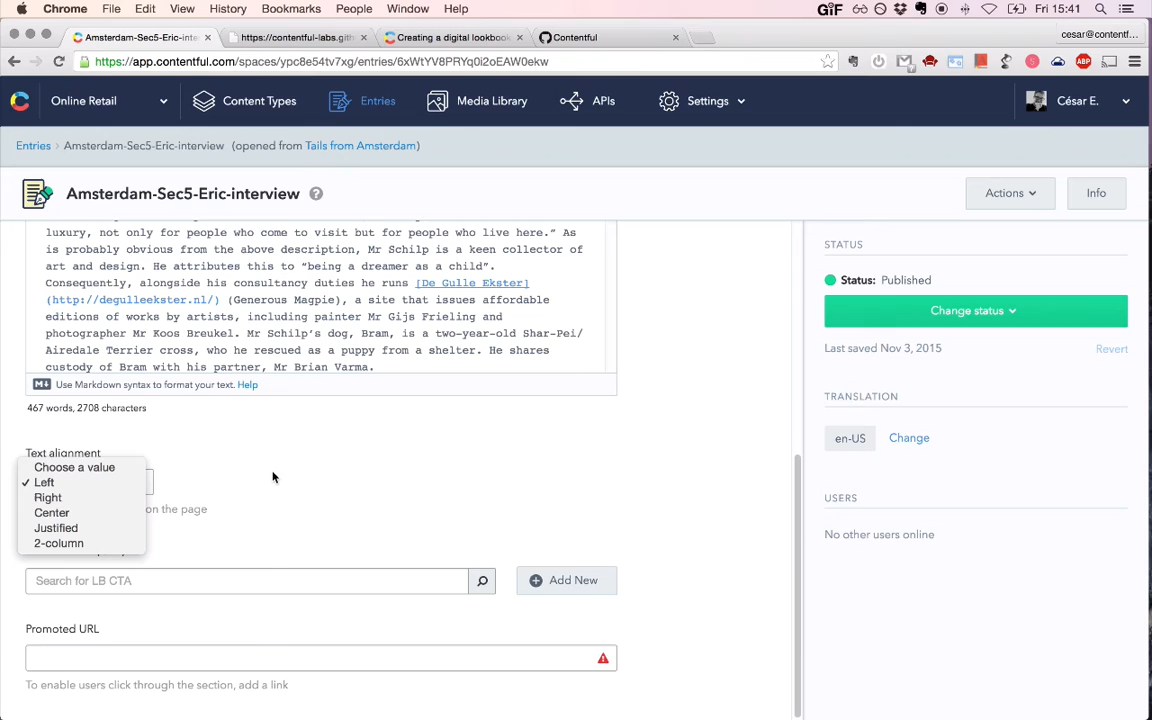 Chrome File Edit View History Bookmarks People Window Help GIF Fri 15:41
Amsterdam-Sec5-Eric-inter × https://contentful-labs.gith × Creating a digital lookbook × Contentful × cesar@contentf...
https://app.contentful.com/spaces/ypc8e54tv7xg/entries/6xWtYV8PRYq0i2oEAW0ekw
Online Retail Content Types Entries Media Library APIs Settings César E.
Entries › Amsterdam-Sec5-Eric-interview (opened from Tails from Amsterdam)
Amsterdam-Sec5-Eric-interview ? Actions Info
luxury, not only for people who come to visit but for people who live here.” As
is probably obvious from the above description, Mr Schilp is a keen collector of
art and design. He attributes this to “being a dreamer as a child”.
Consequently, alongside his consultancy duties he runs [De Gulle Ekster]
(http://degulleekster.nl/) (Generous Magpie), a site that issues affordable
editions of works by artists, including painter Mr Gijs Frieling and
photographer Mr Koos Breukel. Mr Schilp’s dog, Bram, is a two-year-old Shar-Pei/
Airedale Terrier cross, who he rescued as a puppy from a shelter. He shares
custody of Bram with his partner, Mr Brian Varma.
M Use Markdown syntax to format your text. Help
467 words, 2708 characters
Text alignment
Choose a value
✓ Left
Right
Center
on the page
Justified
2-column
Search for LB CTA
Add New
Promoted URL
To enable users click through the section, add a link
STATUS
Status: Published
Change status
Last saved Nov 3, 2015 Revert
TRANSLATION
en-US Change
USERS
No other users online